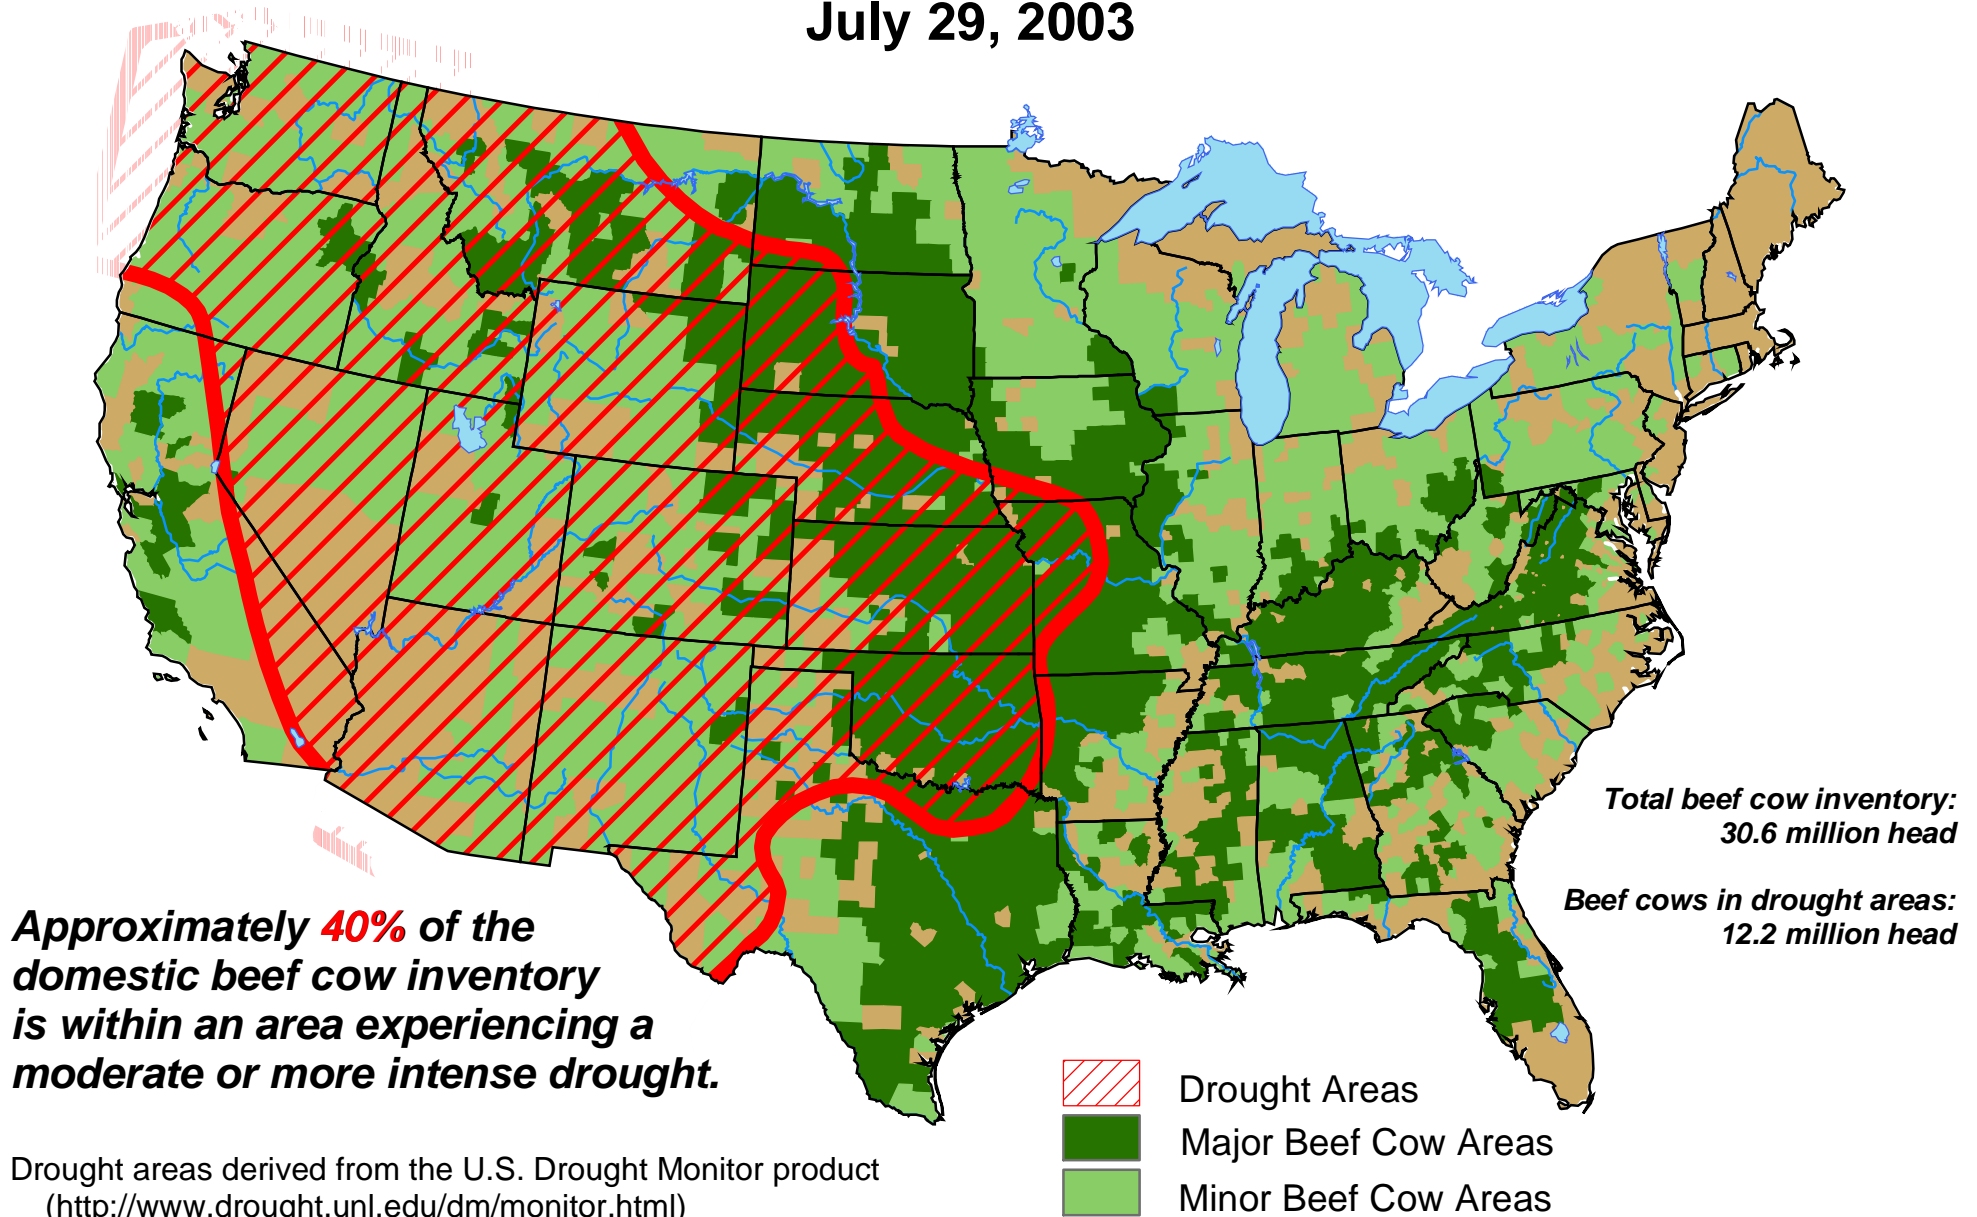 July 29, 2003
Total beef cow inventory:
30.6 million head
Beef cows in drought areas:
12.2 million head
Approximately 40% of the
domestic beef cow inventory
is within an area experiencing a
moderate or more intense drought.
Drought Areas
Major Beef Cow Areas
Minor Beef Cow Areas
Drought areas derived from the U.S. Drought Monitor product
(http://www.drought.unl.edu/dm/monitor.html)